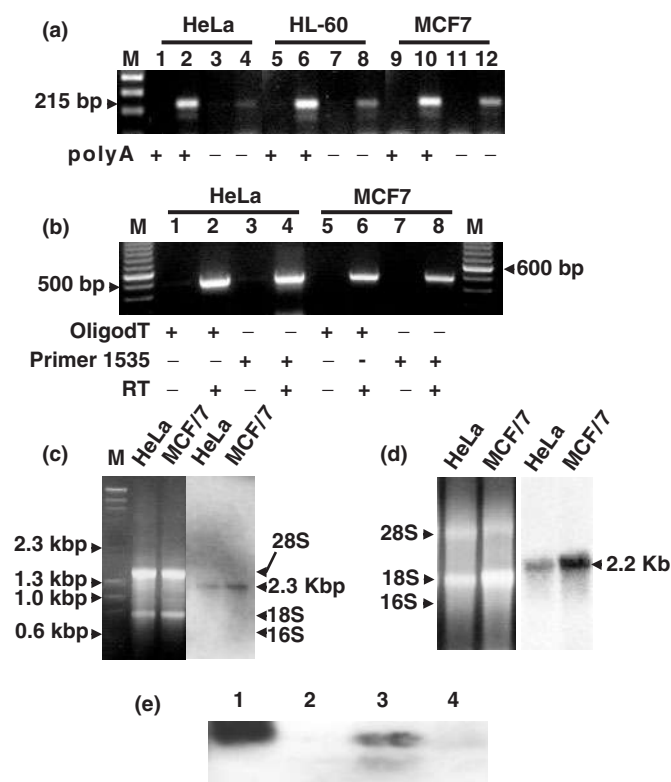 (a)
HeLa HL-60 MCF7
M 1 2 3 4 5 6 7 8 9 10 11 12
215 bp
polyA + + – – + + – – + + – –
(b)
HeLa MCF7
M 1 2 3 4 5 6 7 8 M
500 bp
600 bp
OligodT + + – – + + – –
Primer 1535 – – + + – - + +
RT – + – + – + – +
(c)
M HeLa MCF/7 HeLa MCF/7
2.3 kbp
1.3 kbp
1.0 kbp
0.6 kbp
28S
2.3 Kbp
18S
16S
(d)
HeLa MCF/7 HeLa MCF/7
28S
18S
16S
2.2 Kb
(e)
1 2 3 4